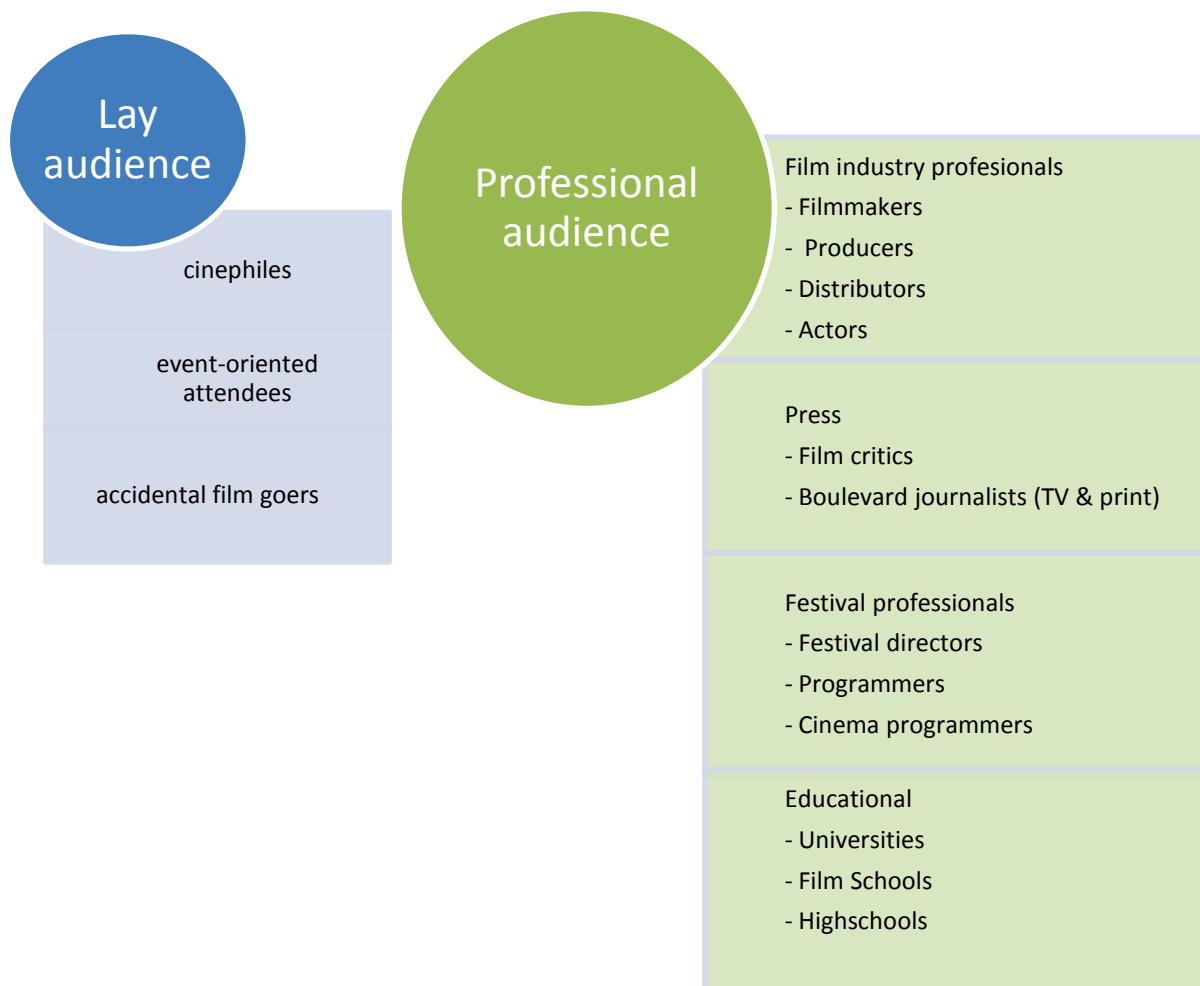 Lay
audience
cinephiles
event-oriented
attendees
accidental film goers
Professional
audience
Film industry profesionals
- Filmmakers
- Producers
- Distributors
- Actors
Press
- Film critics
- Boulevard journalists (TV & print)
Festival professionals
- Festival directors
- Programmers
- Cinema programmers
Educational
- Universities
- Film Schools
- Highschools